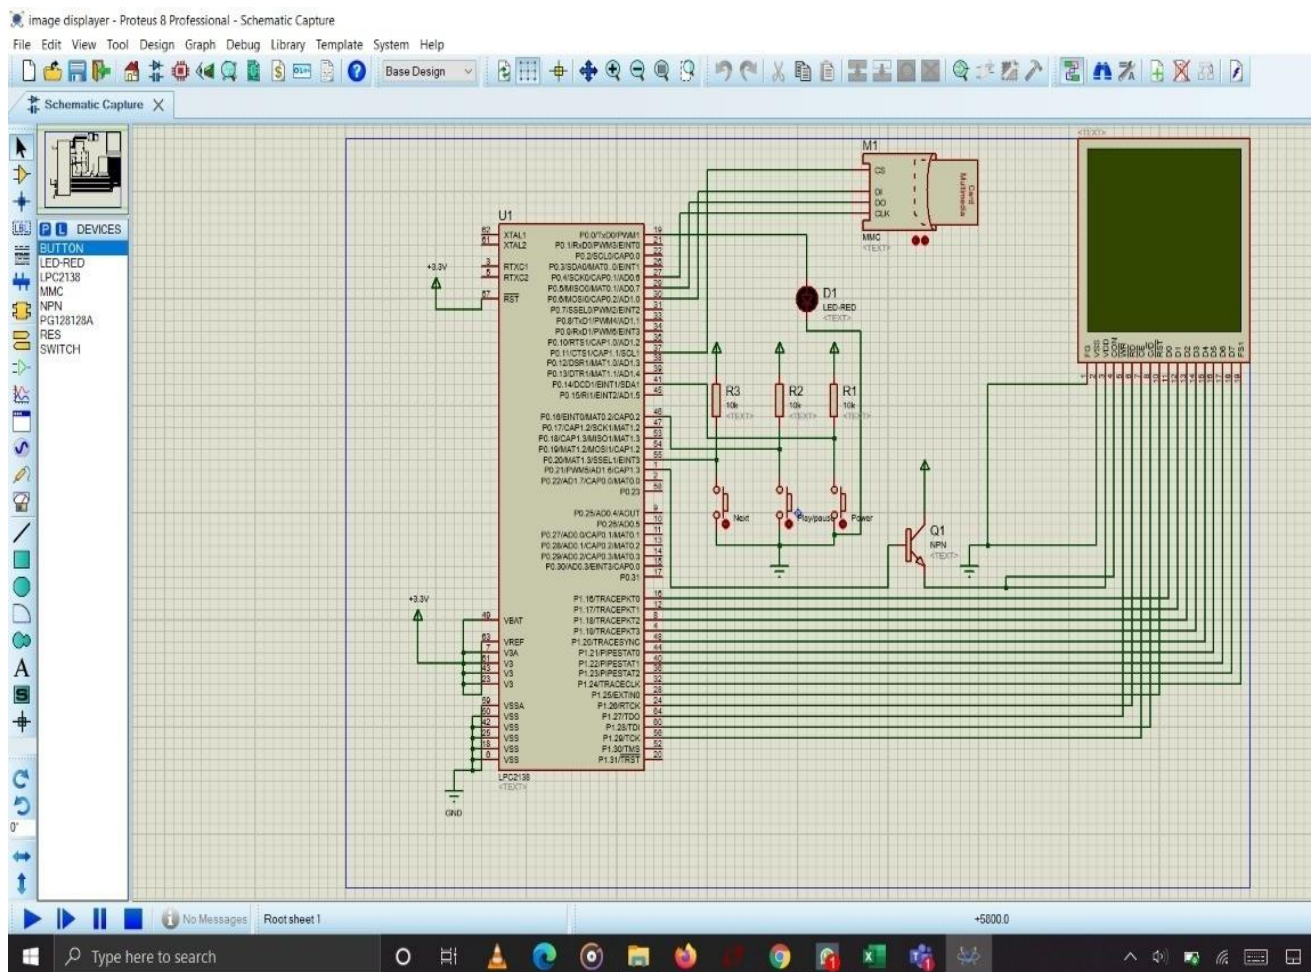 image displayer - Proteus 8 Professional - Schematic Capture
File Edit View Tool Design Graph Debug Library Template System Help
Base Design
Schematic Capture
P L DEVICES
BUTTON
LED-RED
LPC2138
MMC
NPN
PG128128A
RES
SWITCH
LBL
A
S
0°
<TEXT>
M1
CS
DI
DO
CLK
Multimedia
Card
MMC
<TEXT>
U1
XTAL1
XTAL2
RTXC1
RTXC2
RST
+3.3V
P0.0/TxD0/PWM1
P0.1/RxD0/PWM3/EINT0
P0.2/SCL0/CAP0.0
P0.3/SDA0/MAT0..0/EINT1
P0.4/SCK0/CAP0.1/AD0.6
P0.5/MISO0/MAT0.1/AD0.7
P0.6/MOSI0/CAP0.2/AD1.0
P0.7/SSEL0/PWM2/EINT2
P0.8/TxD1/PWM4/AD1.1
P0.9/RxD1/PWM6/EINT3
P0.10/RTS1/CAP1.0/AD1.2
P0.11/CTS1/CAP1.1/SCL1
P0.12/DSR1/MAT1.0/AD1.3
P0.13/DTR1/MAT1.1/AD1.4
P0.14/DCD1/EINT1/SDA1
P0.15/RI1/EINT2/AD1.5
P0.16/EINT0/MAT0.2/CAP0.2
P0.17/CAP1.2/SCK1/MAT1.2
P0.18/CAP1.3/MISO1/MAT1.3
P0.19/MAT1.2/MOSI1/CAP1.2
P0.20/MAT1.3/SSEL1/EINT3
P0.21/PWM5/AD1.6/CAP1.3
P0.22/AD1.7/CAP0.0/MAT0.0
P0.23
P0.25/AD0.4/AOUT
P0.26/AD0.5
P0.27/AD0.0/CAP0.1/MAT0.1
P0.28/AD0.1/CAP0.2/MAT0.2
P0.29/AD0.2/CAP0.3/MAT0.3
P0.30/AD0.3/EINT3/CAP0.0
P0.31
+3.3V
VBAT
VREF
V3A
V3
V3
V3
VSSA
VSS
VSS
VSS
VSS
VSS
P1.16/TRACEPKT0
P1.17/TRACEPKT1
P1.18/TRACEPKT2
P1.19/TRACEPKT3
P1.20/TRACESYNC
P1.21/PIPESTAT0
P1.22/PIPESTAT1
P1.23/PIPESTAT2
P1.24/TRACECLK
P1.25/EXTIN0
P1.26/RTCK
P1.27/TDO
P1.28/TDI
P1.29/TCK
P1.30/TMS
P1.31/TRST
LPC2138
<TEXT>
GND
D1
LED-RED
<TEXT>
R3
10k
<TEXT>
R2
10k
<TEXT>
R1
10k
<TEXT>
Next
Play/pause
Power
Q1
NPN
<TEXT>
No Messages
Root sheet 1
+5800.0
Type here to search